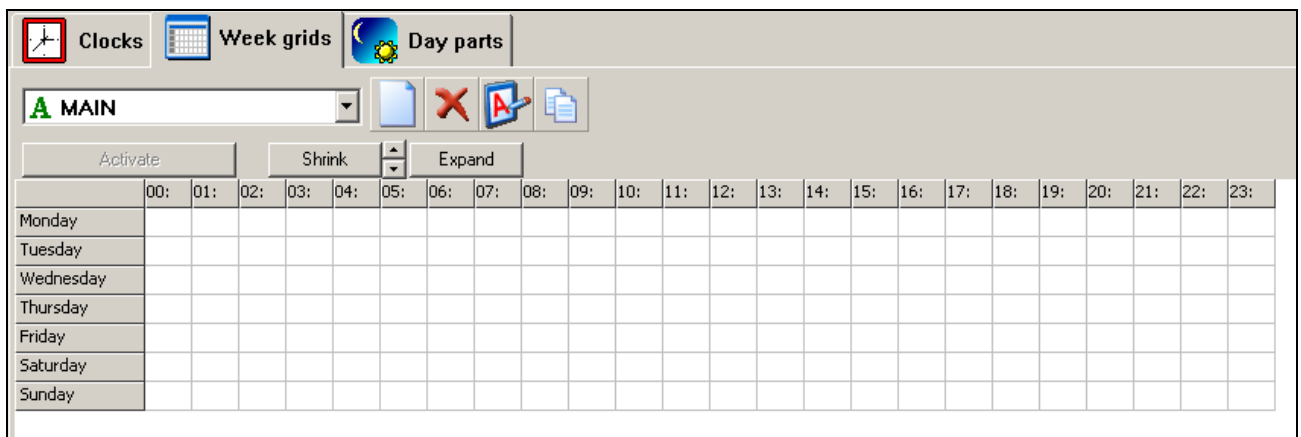 Clocks Week grids Day parts
A MAIN A
Activate Shrink Expand
00: 01: 02: 03: 04: 05: 06: 07: 08: 09: 10: 11: 12: 13: 14: 15: 16: 17: 18: 19: 20: 21: 22: 23:
Monday
Tuesday
Wednesday
Thursday
Friday
Saturday
Sunday